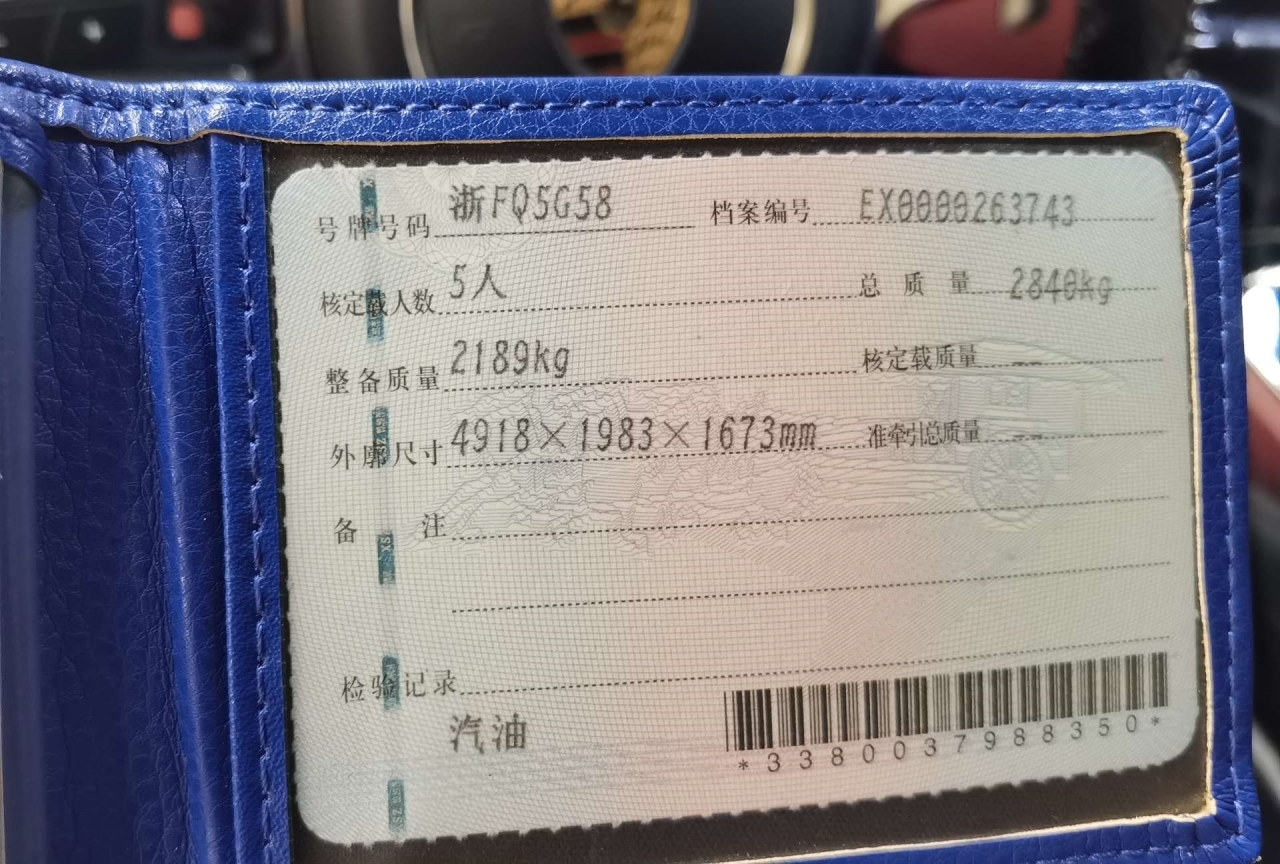 号牌号码 浙FQ5G58 档案编号 EX0000263743
核定载人数 5人 总质量 2840kg
整备质量 2189kg 核定载质量 --
外廓尺寸 4918×1983×1673mm 准牵引总质量 --
备注
检验记录
汽油
*3380037988350*